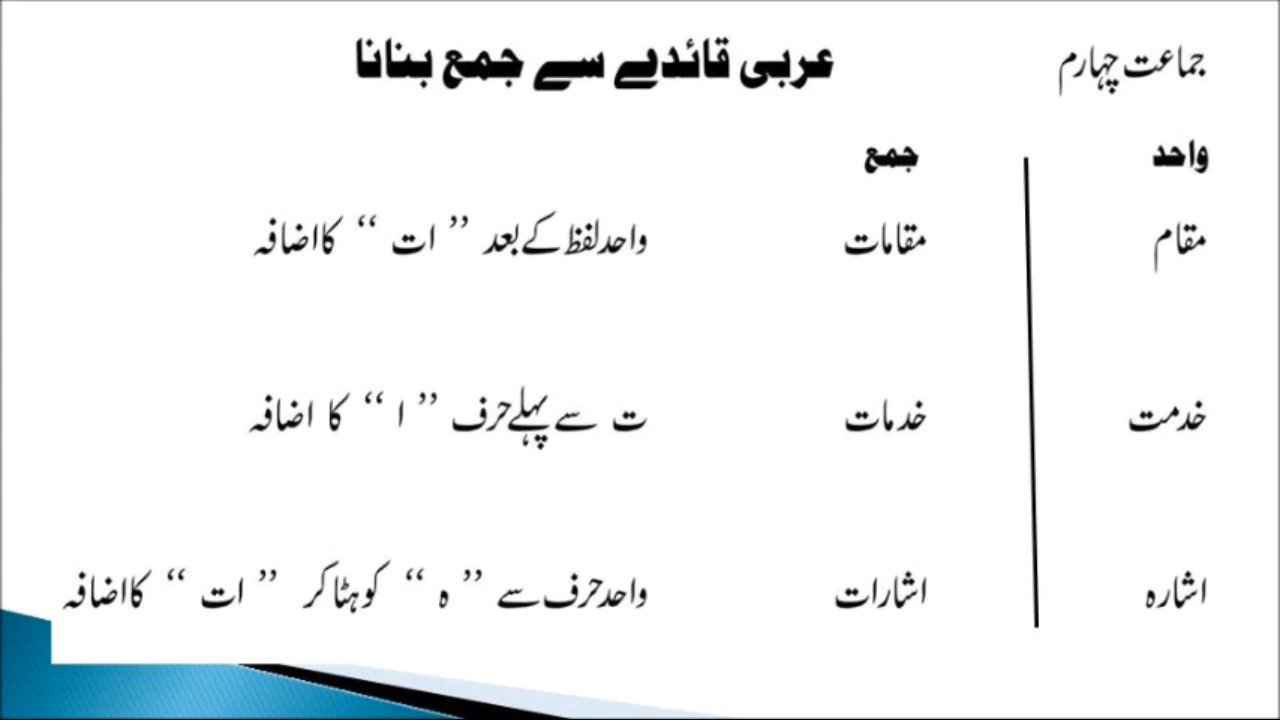 جماعت چہارم
عربی قائدے سے جمع بنانا
واحد جمع
مقام مقامات واحد لفظ کے بعد ” ات “ کا اضافہ
خدمت خدمات ت سے پہلے حرف ” ا “ کا اضافہ
اشارہ اشارات واحد حرف سے ” ہ “ کو ہٹا کر ” ات “ کا اضافہ